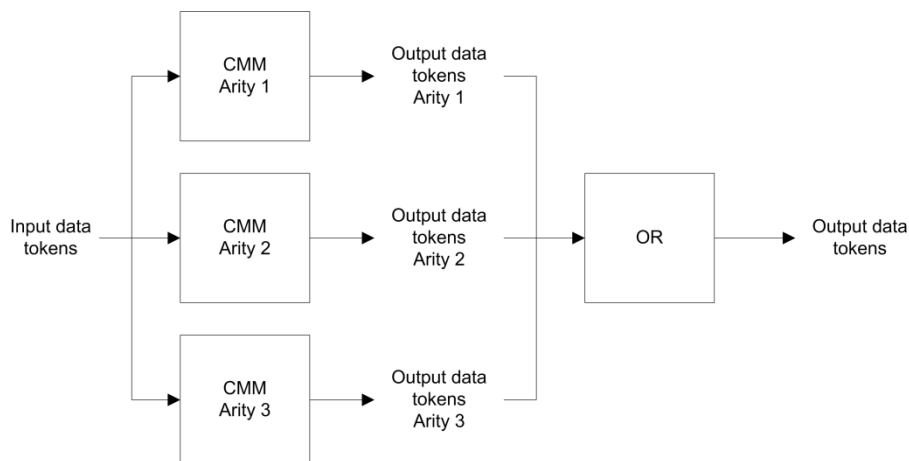 CMM
Arity 1
Output data
tokens
Arity 1
Input data
tokens
CMM
Arity 2
Output data
tokens
Arity 2
OR
Output data
tokens
CMM
Arity 3
Output data
tokens
Arity 3